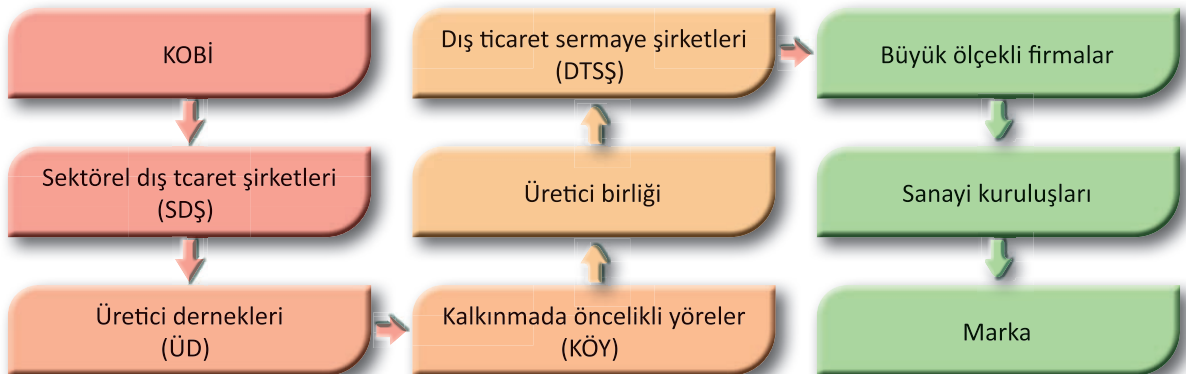 KOBİ
Sektörel dış tcaret şirketleri
(SDŞ)
Üretici dernekleri
(ÜD)
Kalkınmada öncelikli yöreler
(KÖY)
Üretici birliği
Dış ticaret sermaye şirketleri
(DTSŞ)
Büyük ölçekli firmalar
Sanayi kuruluşları
Marka